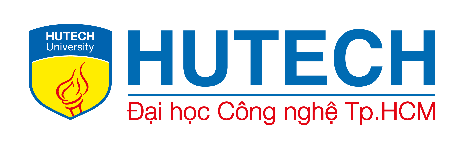 HUTECH
University
HUTECH
Đại học Công nghệ Tp.HCM